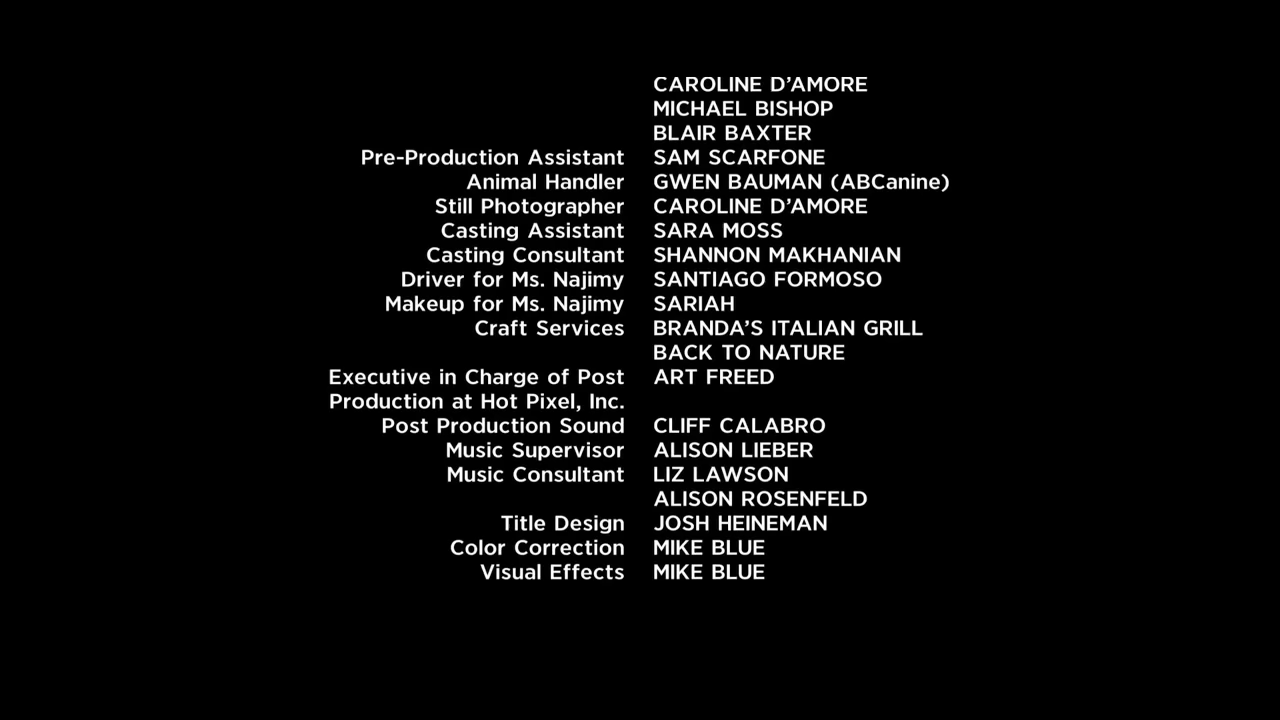 CAROLINE D’AMORE
MICHAEL BISHOP
BLAIR BAXTER
Pre-Production Assistant SAM SCARFONE
Animal Handler GWEN BAUMAN (ABCanine)
Still Photographer CAROLINE D’AMORE
Casting Assistant SARA MOSS
Casting Consultant SHANNON MAKHANIAN
Driver for Ms. Najimy SANTIAGO FORMOSO
Makeup for Ms. Najimy SARIAH
Craft Services BRANDA’S ITALIAN GRILL
BACK TO NATURE
Executive in Charge of Post ART FREED
Production at Hot Pixel, Inc.
Post Production Sound CLIFF CALABRO
Music Supervisor ALISON LIEBER
Music Consultant LIZ LAWSON
ALISON ROSENFELD
Title Design JOSH HEINEMAN
Color Correction MIKE BLUE
Visual Effects MIKE BLUE